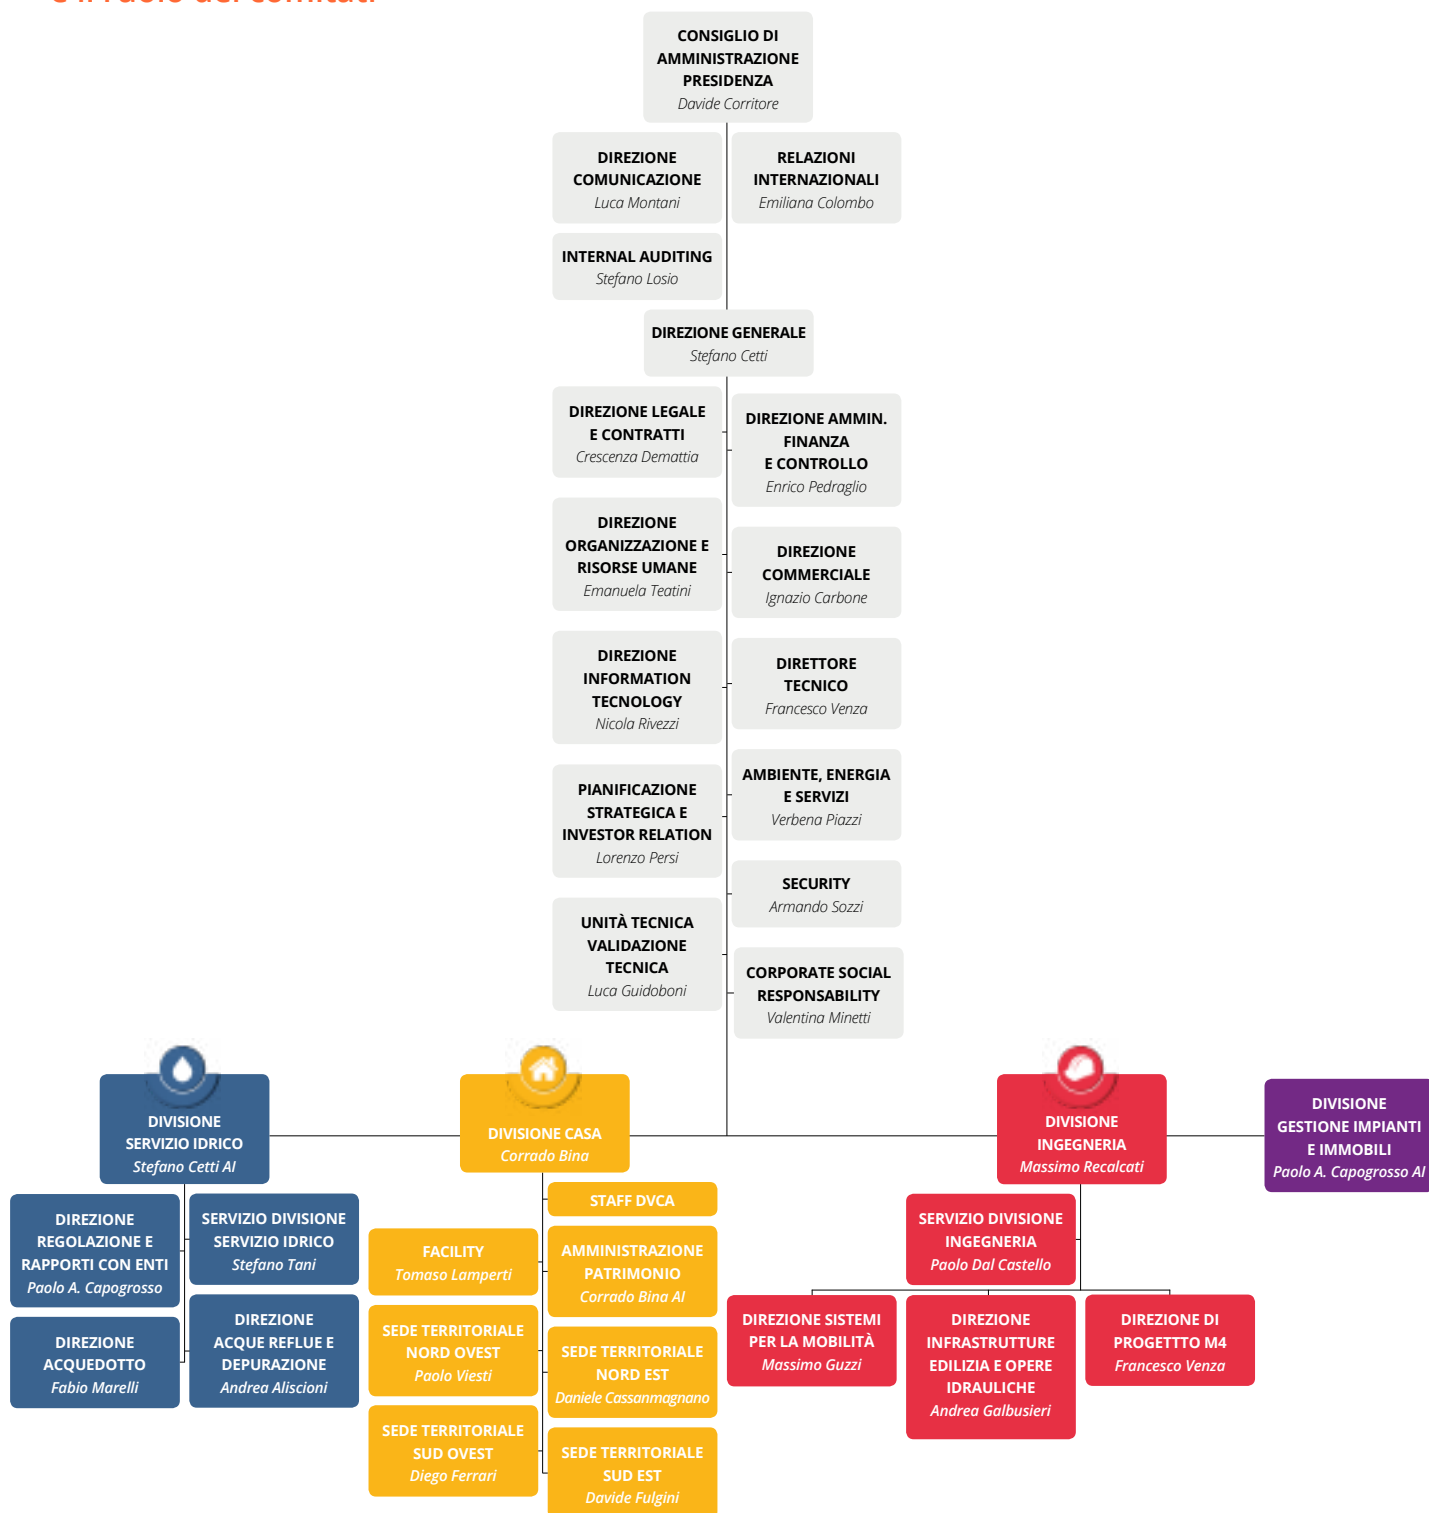 e il ruolo dei comitati
CONSIGLIO DI
AMMINISTRAZIONE
PRESIDENZA
Davide Corritore
DIREZIONE
COMUNICAZIONE
Luca Montani
RELAZIONI
INTERNAZIONALI
Emiliana Colombo
INTERNAL AUDITING
Stefano Losio
DIREZIONE GENERALE
Stefano Cetti
DIREZIONE LEGALE
E CONTRATTI
Crescenza Demattia
DIREZIONE AMMIN.
FINANZA
E CONTROLLO
Enrico Pedraglio
DIREZIONE
ORGANIZZAZIONE E
RISORSE UMANE
Emanuela Teatini
DIREZIONE
COMMERCIALE
Ignazio Carbone
DIREZIONE
INFORMATION
TECNOLOGY
Nicola Rivezzi
DIRETTORE
TECNICO
Francesco Venza
PIANIFICAZIONE
STRATEGICA E
INVESTOR RELATION
Lorenzo Persi
AMBIENTE, ENERGIA
E SERVIZI
Verbena Piazzi
SECURITY
Armando Sozzi
UNITÀ TECNICA
VALIDAZIONE
TECNICA
Luca Guidoboni
CORPORATE SOCIAL
RESPONSABILITY
Valentina Minetti
DIVISIONE
SERVIZIO IDRICO
Stefano Cetti AI
DIREZIONE
REGOLAZIONE E
RAPPORTI CON ENTI
Paolo A. Capogrosso
SERVIZIO DIVISIONE
SERVIZIO IDRICO
Stefano Tani
DIREZIONE
ACQUEDOTTO
Fabio Marelli
DIREZIONE
ACQUE REFLUE E
DEPURAZIONE
Andrea Aliscioni
DIVISIONE CASA
Corrado Bina
STAFF DVCA
FACILITY
Tomaso Lamperti
AMMINISTRAZIONE
PATRIMONIO
Corrado Bina AI
SEDE TERRITORIALE
NORD OVEST
Paolo Viesti
SEDE TERRITORIALE
NORD EST
Daniele Cassanmagnano
SEDE TERRITORIALE
SUD OVEST
Diego Ferrari
SEDE TERRITORIALE
SUD EST
Davide Fulgini
DIVISIONE
INGEGNERIA
Massimo Recalcati
SERVIZIO DIVISIONE
INGEGNERIA
Paolo Dal Castello
DIREZIONE SISTEMI
PER LA MOBILITÀ
Massimo Guzzi
DIREZIONE
INFRASTRUTTURE
EDILIZIA E OPERE
IDRAULICHE
Andrea Galbusieri
DIREZIONE DI
PROGETTTO M4
Francesco Venza
DIVISIONE
GESTIONE IMPIANTI
E IMMOBILI
Paolo A. Capogrosso AI